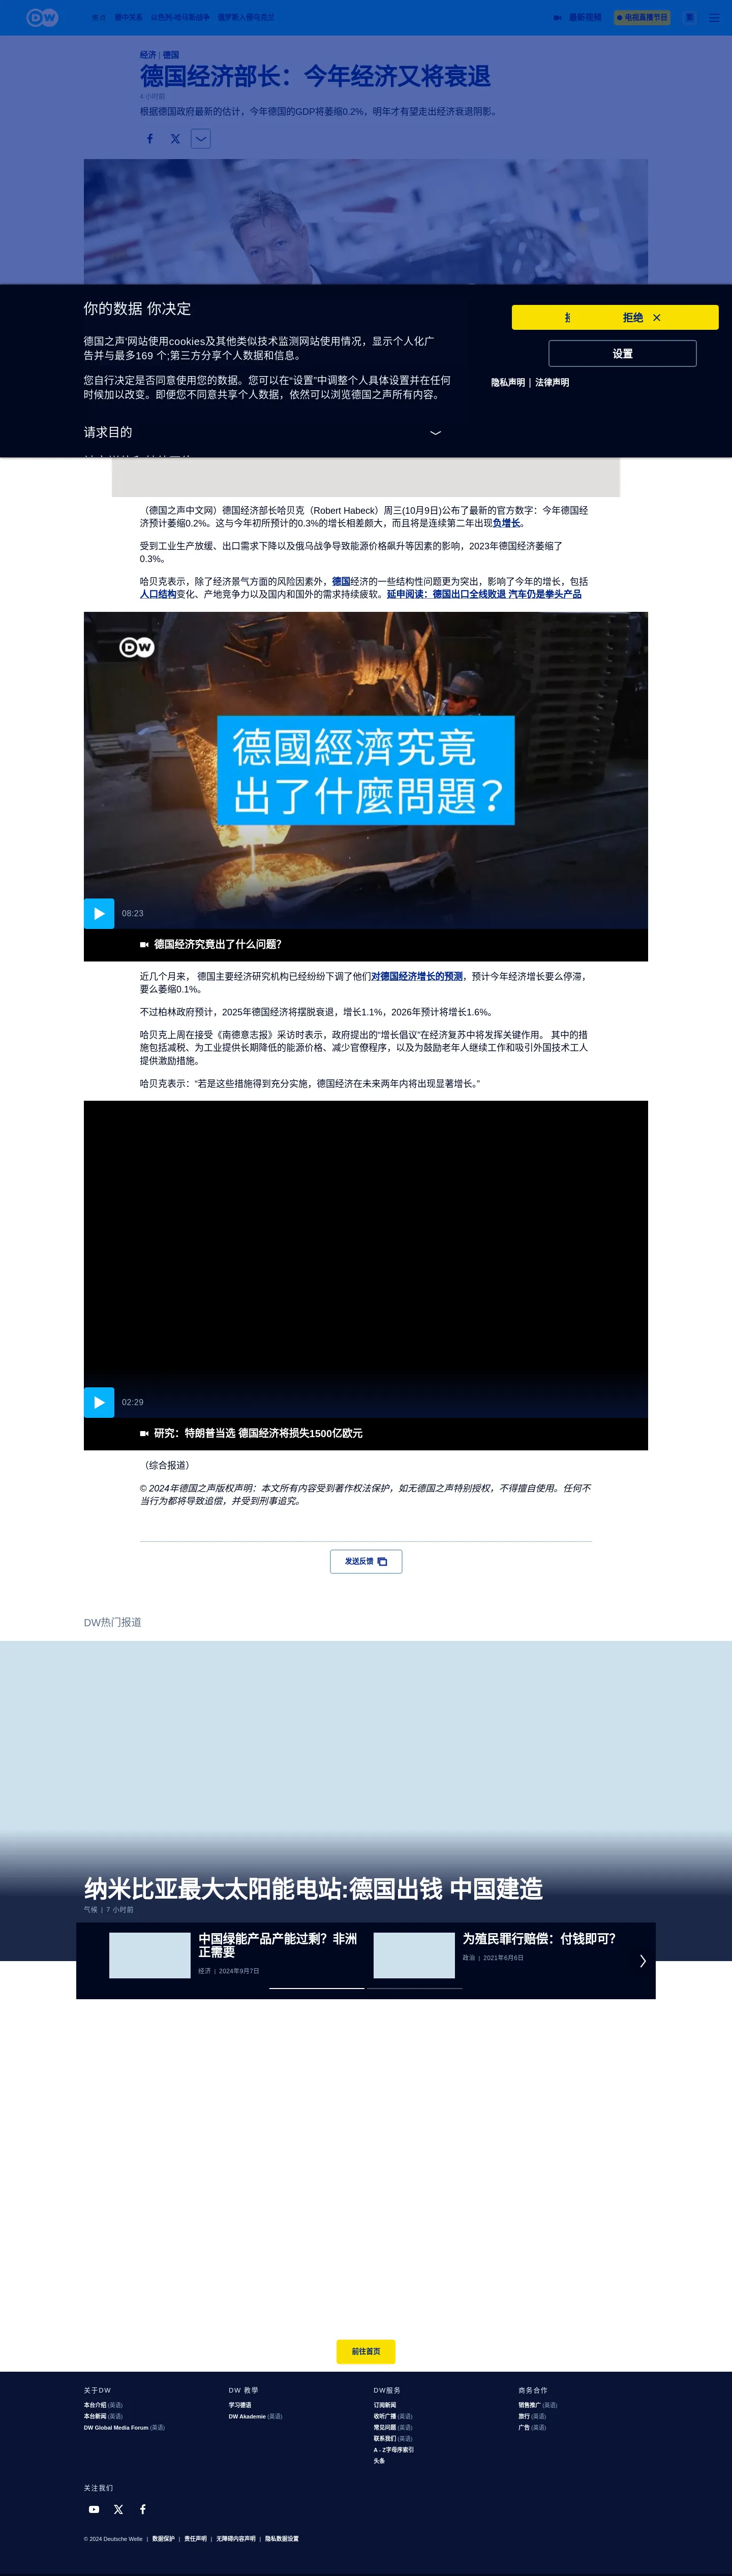 DW
热点 德中关系 以色列-哈马斯战争 俄罗斯入侵乌克兰 最新视频 电视直播节目 繁
经济 | 德国
德国经济部长：今年经济又将衰退
4 小时前
根据德国政府最新的估计，今年德国的GDP将萎缩0.2%，明年才有望走出经济衰退阴影。
你的数据 你决定
拒绝
德国之声'网站使用cookies及其他类似技术监测网站使用情况，显示个人化广
告并与最多169 个;第三方分享个人数据和信息。
设置
您自行决定是否同意使用您的数据。您可以在“设置”中调整个人具体设置并在任何
时候加以改变。即便您不同意共享个人数据，依然可以浏览德国之声所有内容。
隐私声明 | 法律声明
请求目的
（德国之声中文网）德国经济部长哈贝克（Robert Habeck）周三(10月9日)公布了最新的官方数字：今年德国经
济预计萎缩0.2%。这与今年初所预计的0.3%的增长相差颇大，而且将是连续第二年出现负增长。
受到工业生产放缓、出口需求下降以及俄乌战争导致能源价格飙升等因素的影响，2023年德国经济萎缩了
0.3%。
哈贝克表示，除了经济景气方面的风险因素外，德国经济的一些结构性问题更为突出，影响了今年的增长，包括
人口结构变化、产地竞争力以及国内和国外的需求持续疲软。延申阅读：德国出口全线败退 汽车仍是拳头产品
DW
德國經濟究竟
出了什麼問題？
08:23
德国经济究竟出了什么问题？
近几个月来， 德国主要经济研究机构已经纷纷下调了他们对德国经济增长的预测，预计今年经济增长要么停滞，
要么萎缩0.1%。
不过柏林政府预计，2025年德国经济将摆脱衰退，增长1.1%，2026年预计将增长1.6%。
哈贝克上周在接受《南德意志报》采访时表示，政府提出的“增长倡议”在经济复苏中将发挥关键作用。 其中的措
施包括减税、为工业提供长期降低的能源价格、减少官僚程序，以及为鼓励老年人继续工作和吸引外国技术工人
提供激励措施。
哈贝克表示：“若是这些措施得到充分实施，德国经济在未来两年内将出现显著增长。”
02:29
研究：特朗普当选 德国经济将损失1500亿欧元
（综合报道）
© 2024年德国之声版权声明：本文所有内容受到著作权法保护，如无德国之声特别授权，不得擅自使用。任何不
当行为都将导致追偿，并受到刑事追究。
发送反馈
DW热门报道
纳米比亚最大太阳能电站:德国出钱 中国建造
气候 | 7 小时前
中国绿能产品产能过剩？非洲
正需要
经济 | 2024年9月7日
为殖民罪行赔偿：付钱即可？
政治 | 2021年6月6日
前往首页
关于DW
本台介绍 (英语)
本台新闻 (英语)
DW Global Media Forum (英语)
DW 教學
学习德语
DW Akademie (英语)
DW服务
订阅新闻
收听广播 (英语)
常见问题 (英语)
联系我们 (英语)
A - Z字母序索引
头条
商务合作
销售推广 (英语)
旅行 (英语)
广告 (英语)
关注我们
© 2024 Deutsche Welle | 数据保护 | 责任声明 | 无障碍内容声明 | 隐私数据设置